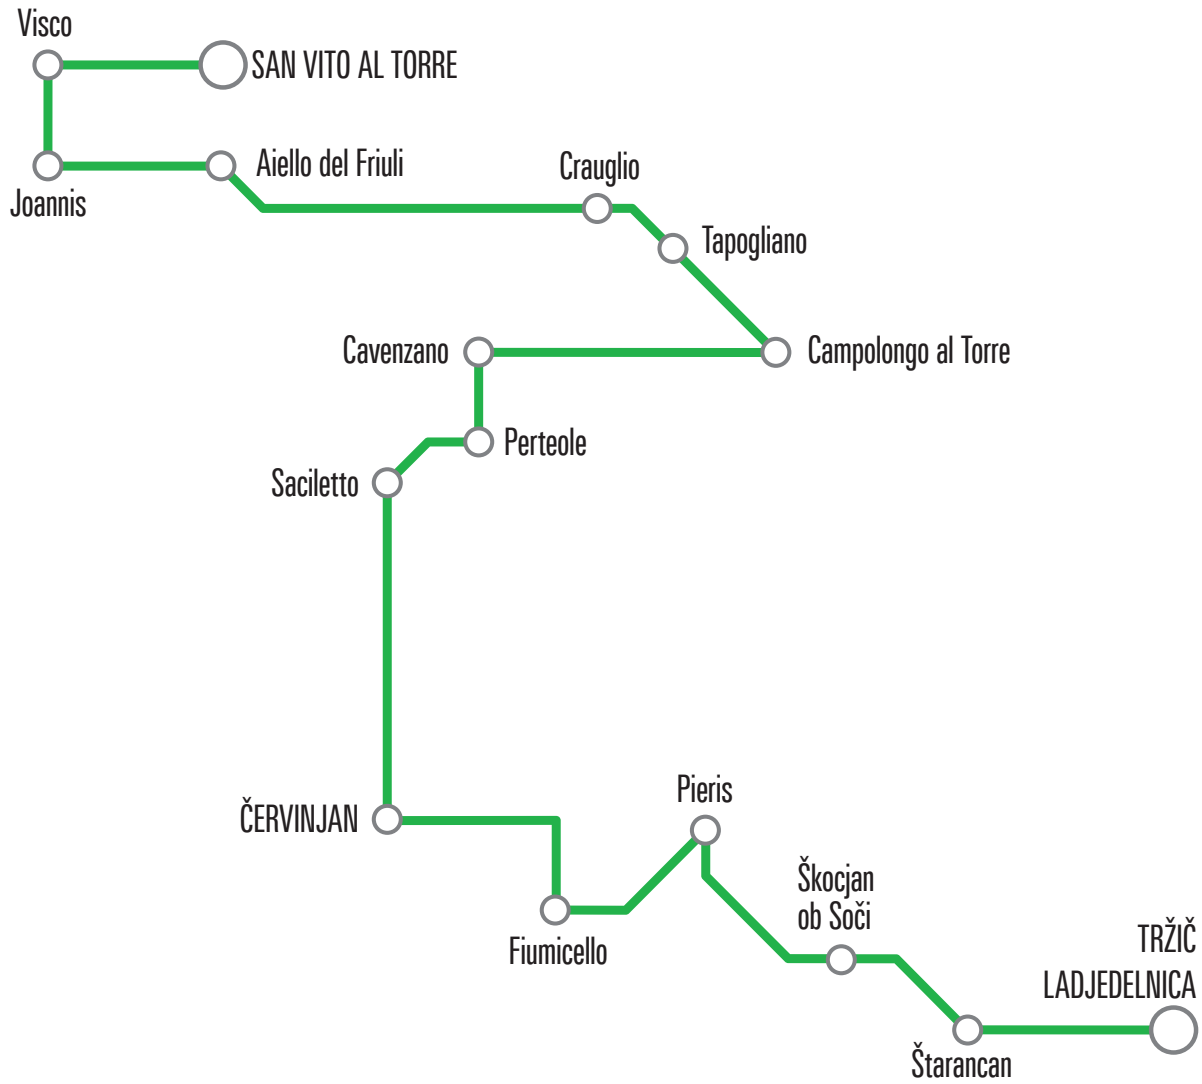 Visco
SAN VITO AL TORRE
Aiello del Friuli
Joannis
Crauglio
Tapogliano
Cavenzano
Campolongo al Torre
Perteole
Saciletto
ČERVINJAN
Pieris
Fiumicello
Škocjan
ob Soči
TRŽIČ
LADJEDELNICA
Štarancan